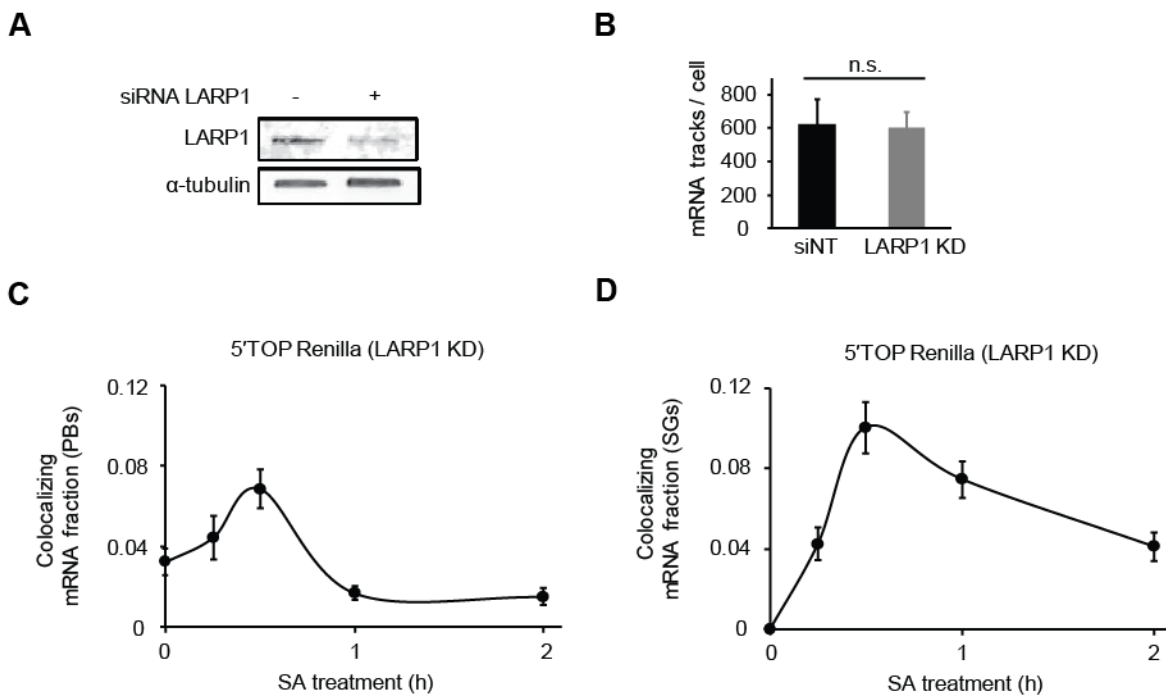 A
siRNA LARP1 - +
LARP1
α-tubulin
B
n.s.
mRNA tracks / cell
800
600
400
200
0
siNT LARP1 KD
C
5'TOP Renilla (LARP1 KD)
Colocalizing
mRNA fraction (PBs)
0.12
0.08
0.04
0
0 1 2
SA treatment (h)
D
5'TOP Renilla (LARP1 KD)
Colocalizing
mRNA fraction (SGs)
0.12
0.08
0.04
0
0 1 2
SA treatment (h)